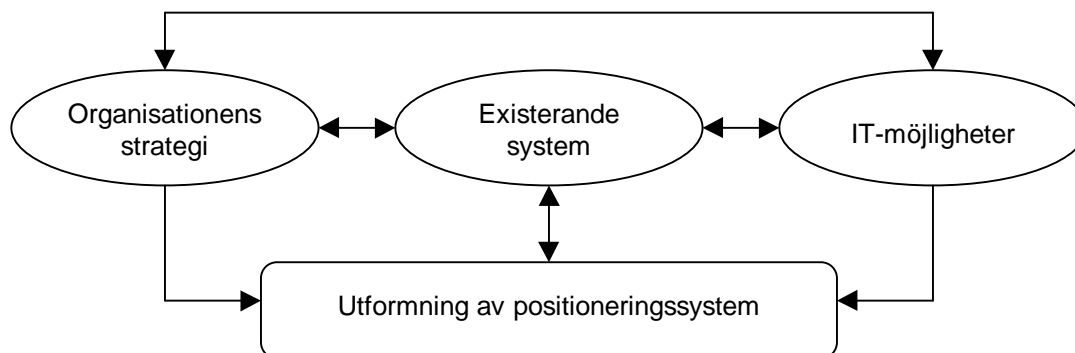 Organisationens
strategi
Existerande
system
IT-möjligheter
Utformning av positioneringssystem